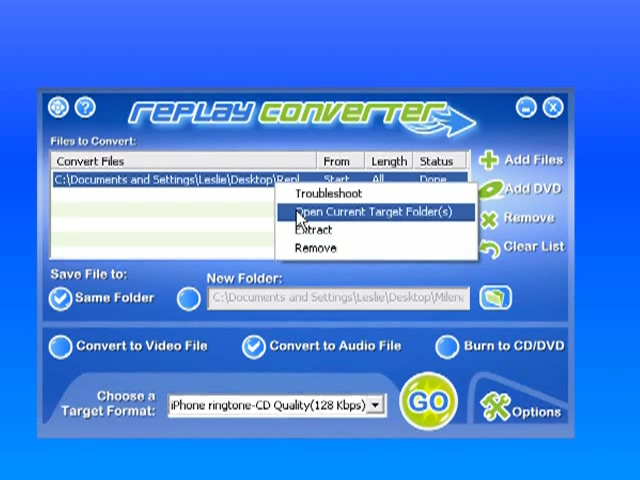 REPLAY CONVERTER
Files to Convert:
Convert Files From Length Status
C:\Documents and Settings\Leslie\Desktop\Repl Start All Done
Add Files
Troubleshoot
Add DVD
Open Current Target Folder(s)
Remove
Extract
Remove
Clear List
Save File to:
New Folder:
Same Folder
C:\Documents and Settings\Leslie\Desktop\Milena
Convert to Video File
Convert to Audio File
Burn to CD/DVD
Choose a
Target Format:
iPhone ringtone-CD Quality(128 Kbps)
GO
Options